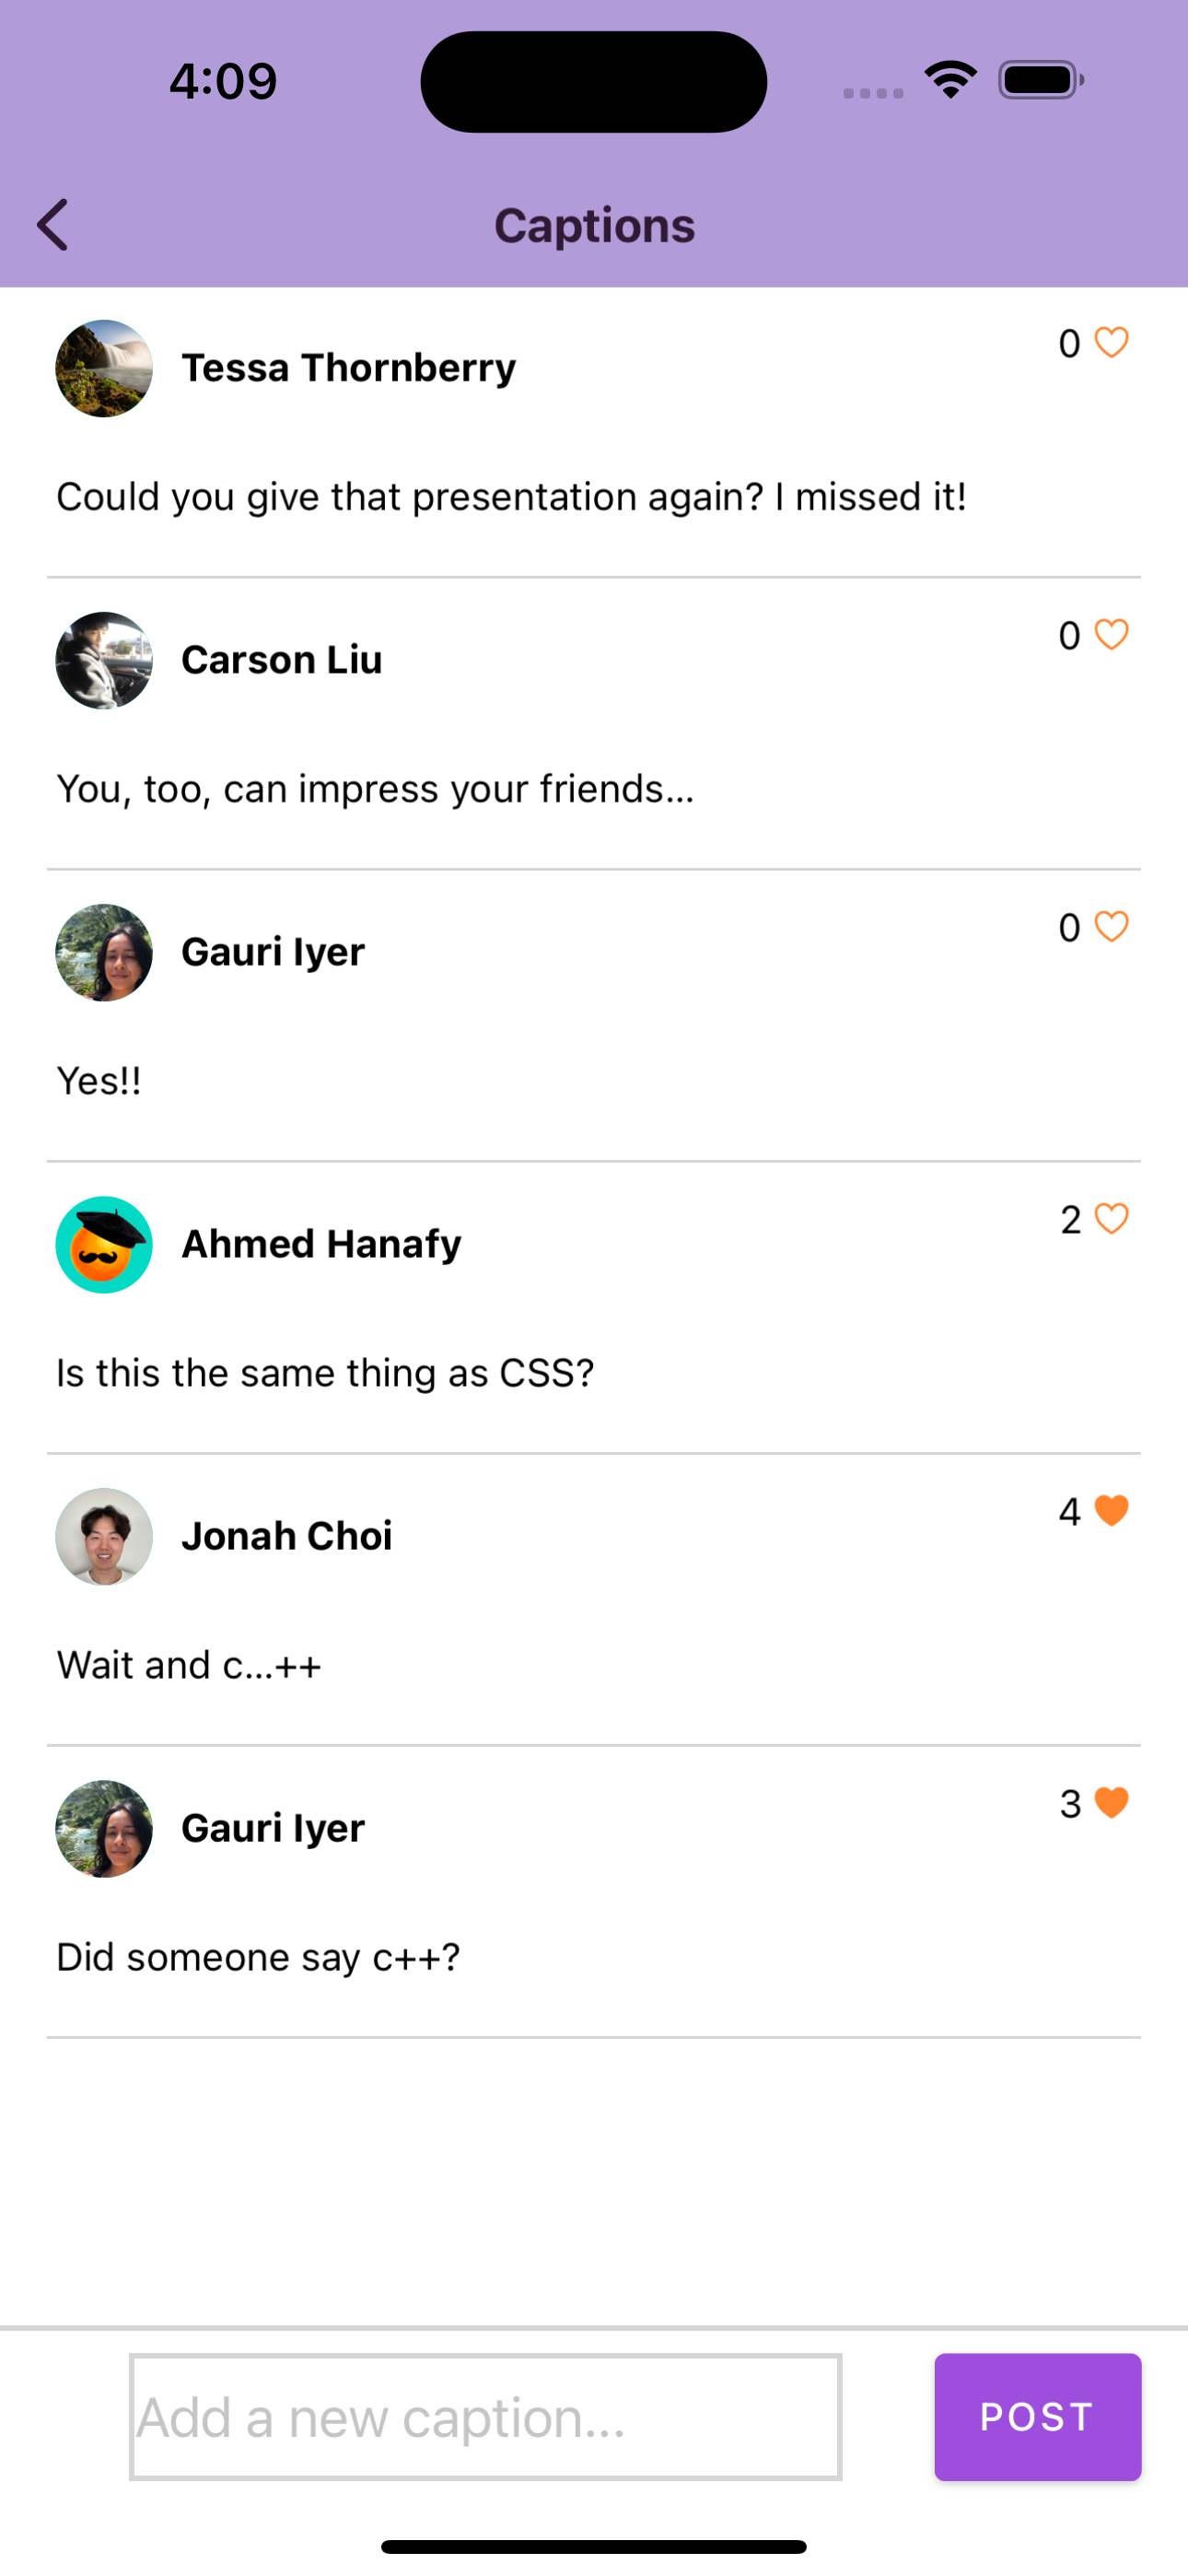 4:09
Captions
Tessa Thornberry
0
Could you give that presentation again? I missed it!
Carson Liu
0
You, too, can impress your friends...
Gauri Iyer
0
Yes!!
Ahmed Hanafy
2
Is this the same thing as CSS?
Jonah Choi
4
Wait and c...++
Gauri Iyer
3
Did someone say c++?
Add a new caption...
POST